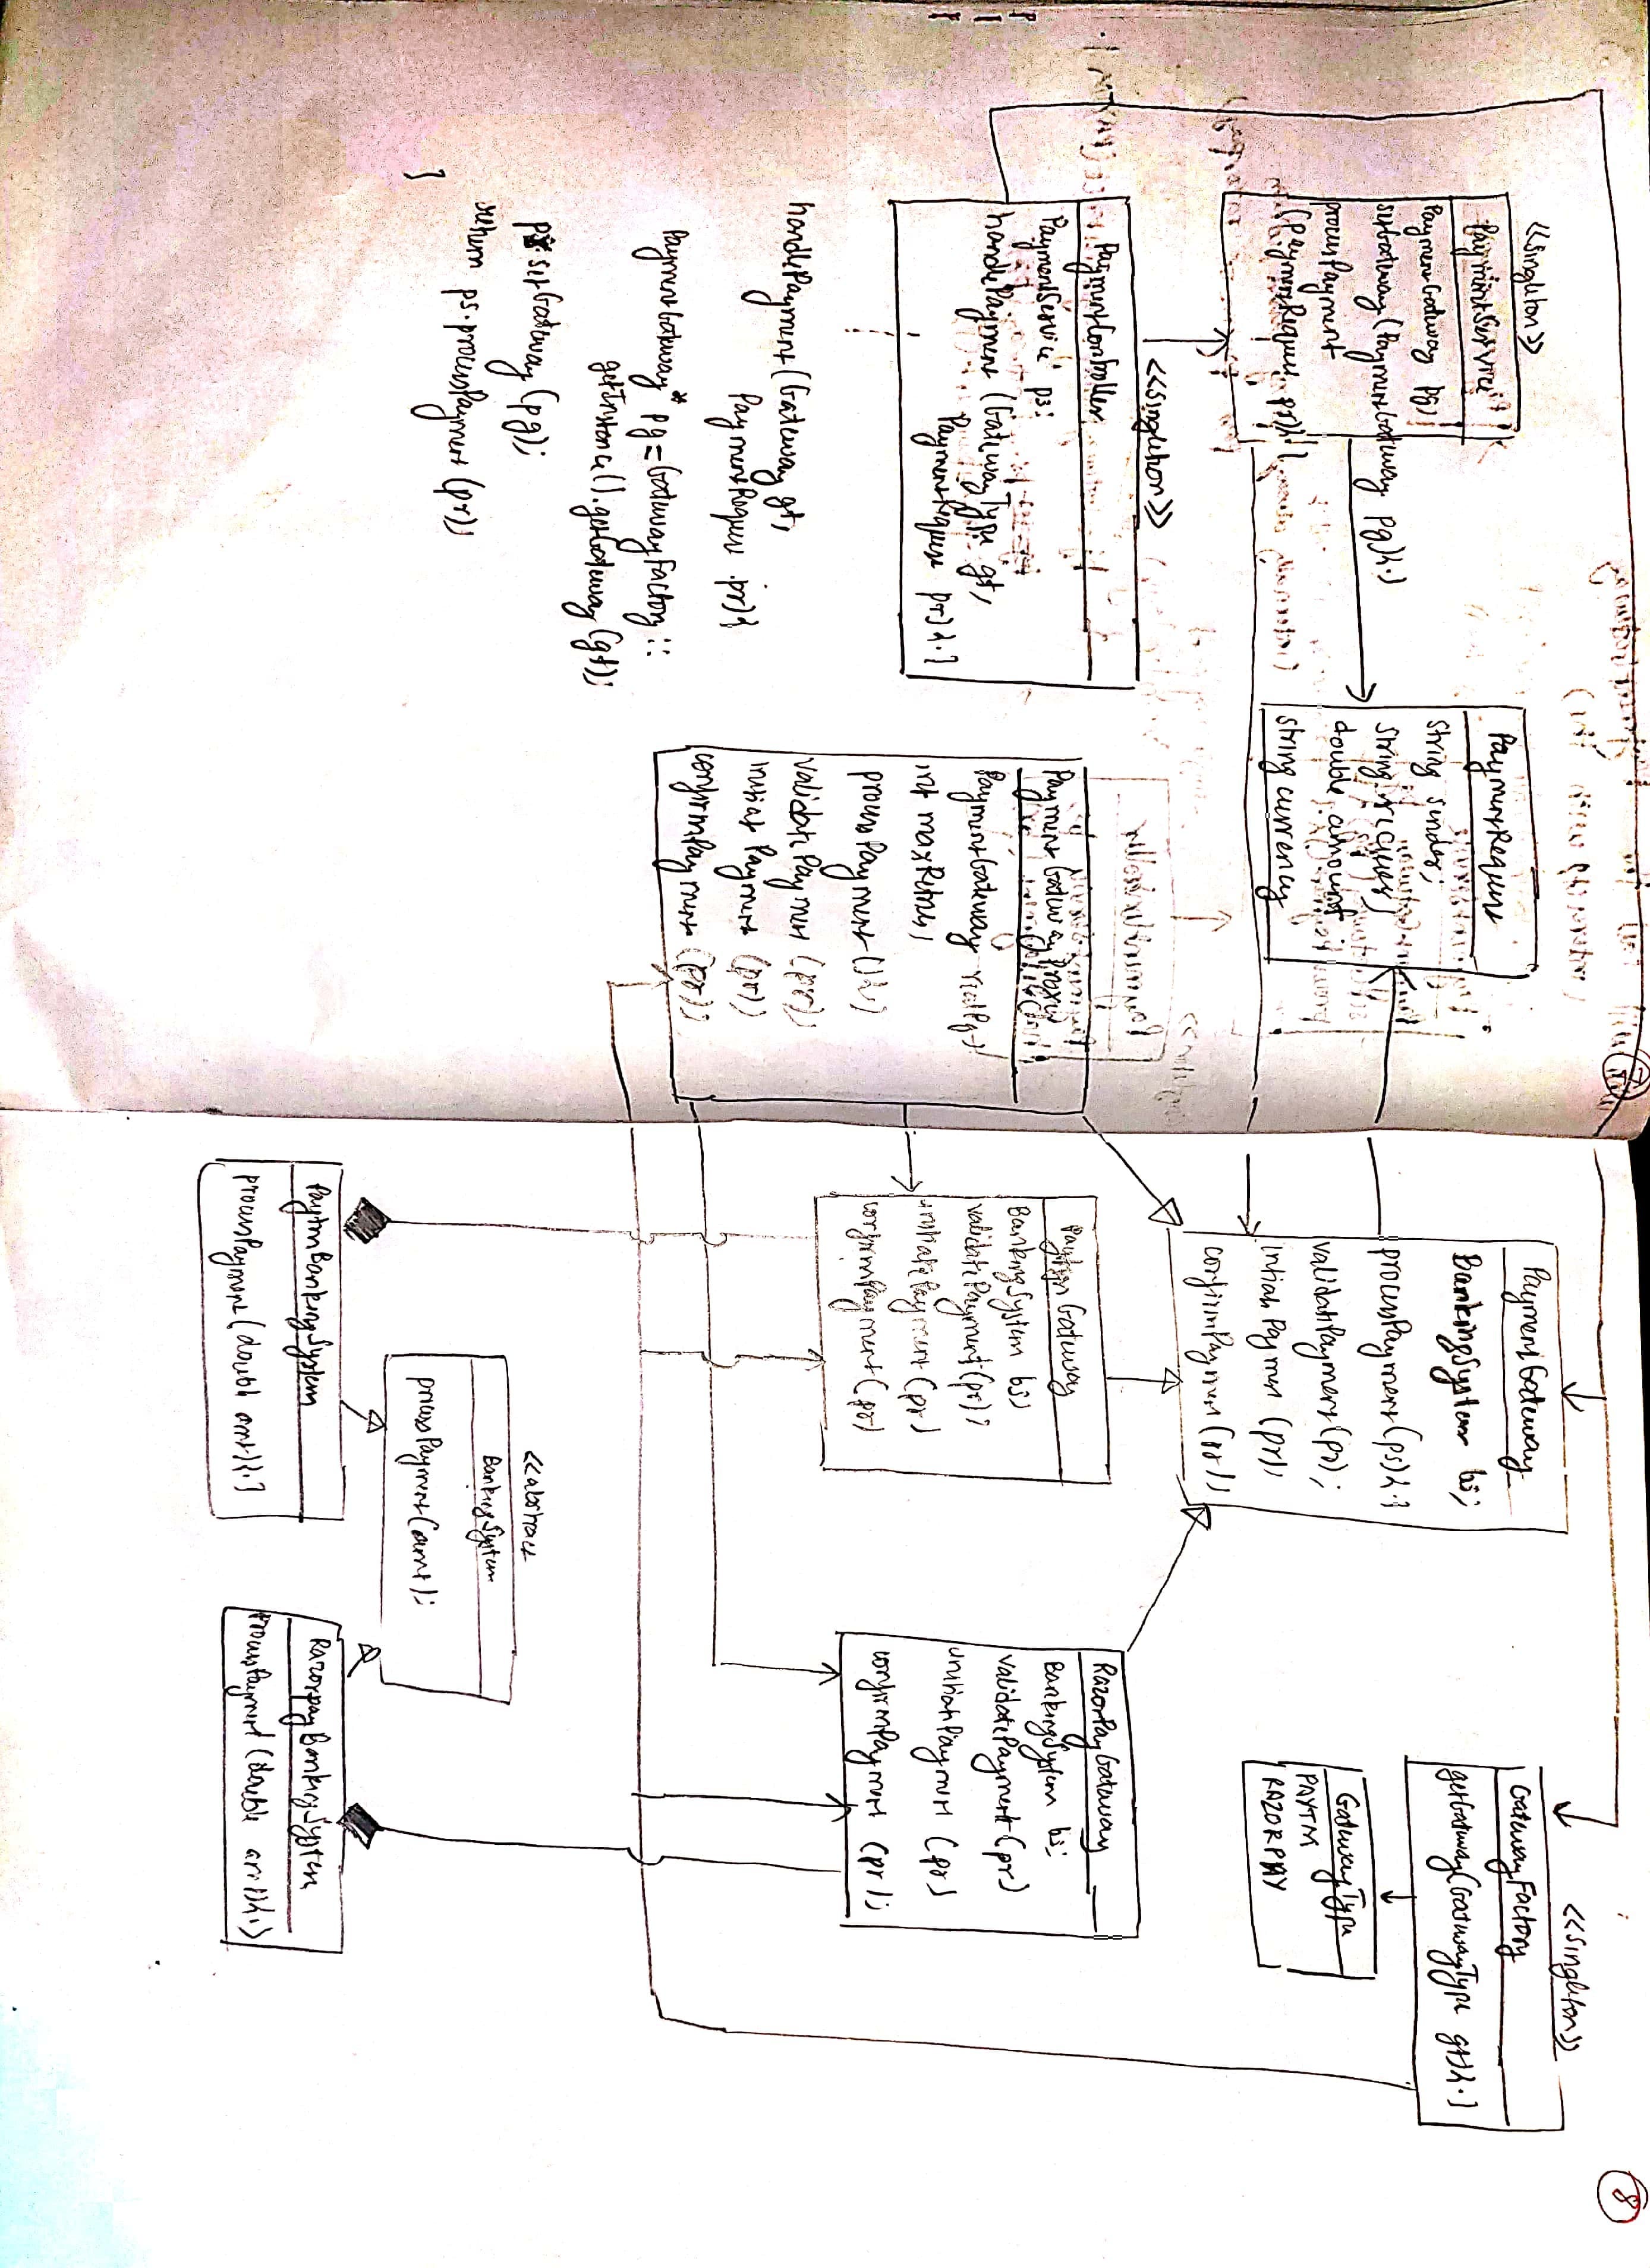 7
<<singleton>>
PaymentService
PaymentGateway pg;
setGateway(PaymentGateway pg){.}
processPayment
(PaymentRequest pr){.}
PaymentRequest
string sender;
string reciever;
double amount
string currency
<<singleton>>
PaymentController
PaymentService ps;
handlePayment (GatewayType gt,
PaymentRequest pr){.}
Payment Gateway Proxy
PaymentGateway realPg;
int maxRetries;
processPayment(){.}
validatePayment (pr);
initiatePayment (pr)
confirmPayment (pr);
handlePayment (Gateway gt,
PaymentRequest pr){
PaymentGateway* pg = GatewayFactory::
getInstance().getGateway(gt);
ps.setGateway (pg);
return ps.processPayment (pr);
}
8
PaymentGateway
BankingSystem bs;
processPayment (ps){.}
validatePayment (pr);
initiatePayment (pr);
confirmPayment (pr);
<<singleton>>
GatewayFactory
getGateway(GatewayType gt){.}
GatewayType
PAYTM
RAZORPAY
PaytmGateway
BankingSystem bs;
validatePayment(pr);
initiatePayment (pr)
confirmPayment (pr)
RazorPayGateway
BankingSystem bs;
validatePayment (pr)
initiatePayment (pr)
confirmPayment (pr);
<<abstract
BankingSystem
processPayment(amt);
PaytmBankingSystem
processPayment (double amt){.}
RazorpayBankingSystem
processPayment (double amt){.}